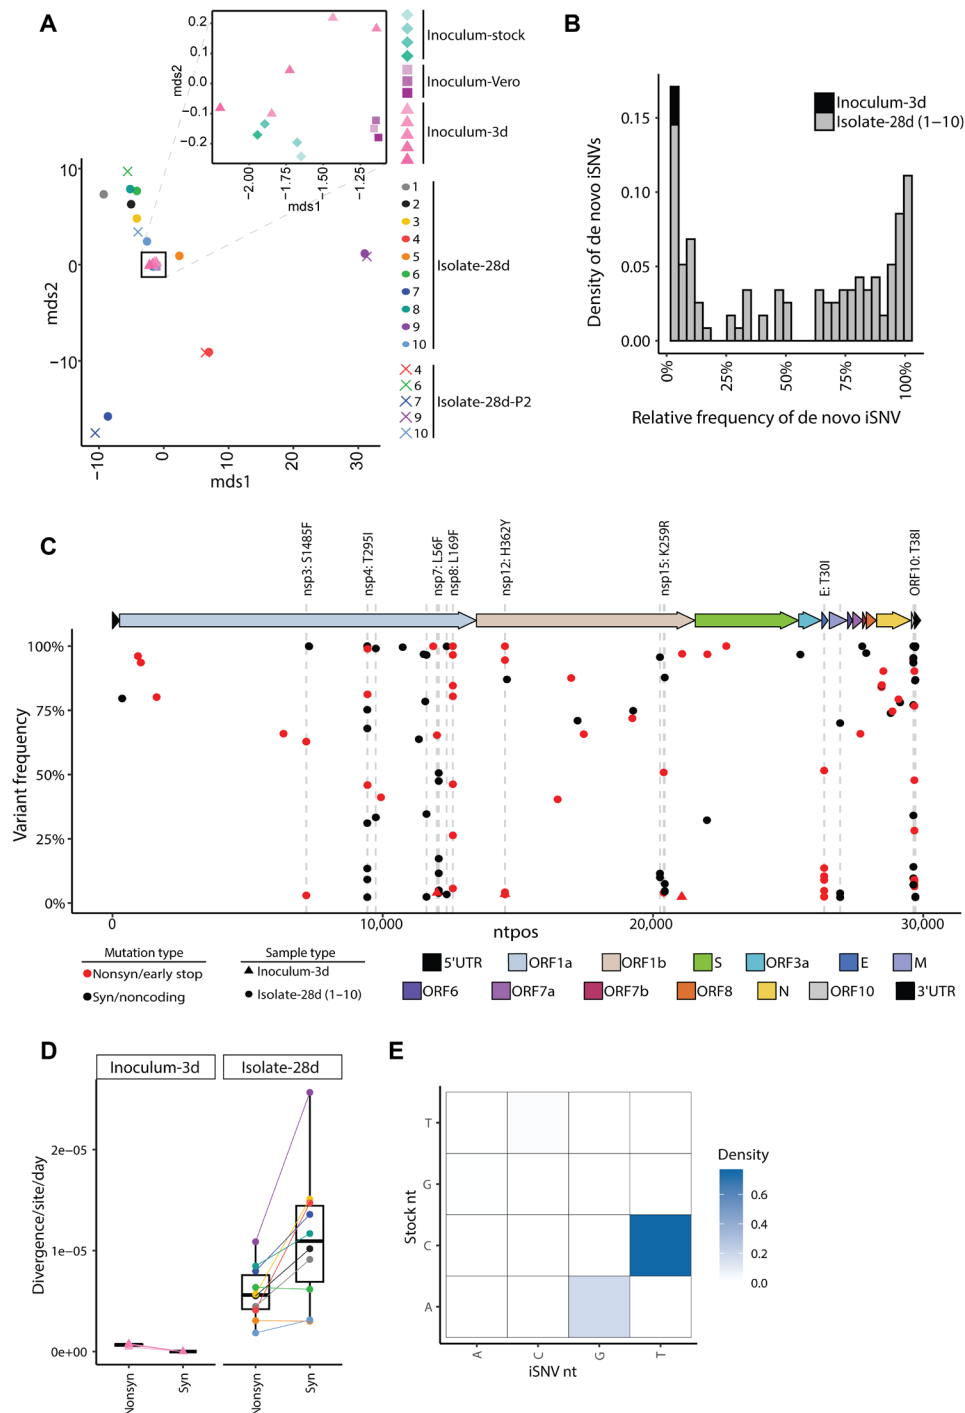 A
mds2
0.2
0.1
0.0
−0.1
−0.2
−2.00
−1.75
−1.50
−1.25
mds1
Inoculum-stock
Inoculum-Vero
Inoculum-3d
1
2
3
4
5
6
7
8
9
10
Isolate-28d
4
6
7
9
10
Isolate-28d-P2
mds2
10
0
−10
−10
0
10
20
30
mds1
B
Density of de novo iSNVs
0.15
0.10
0.05
0.00
Inoculum-3d
Isolate-28d (1−10)
0%
25%
50%
75%
100%
Relative frequency of de novo iSNV
C
nsp3: S1485F
nsp4: T295I
nsp7: L56F
nsp8: L169F
nsp12: H362Y
nsp15: K259R
E: T30I
ORF10: T38I
Variant frequency
100%
75%
50%
25%
0%
0
10,000
20,000
30,000
ntpos
Mutation type
Nonsyn/early stop
Syn/noncoding
Sample type
Inoculum-3d
Isolate-28d (1−10)
5'UTR
ORF1a
ORF1b
S
ORF3a
E
M
ORF6
ORF7a
ORF7b
ORF8
N
ORF10
3'UTR
D
Inoculum-3d
Isolate-28d
Divergence/site/day
2e−05
1e−05
0e+00
Nonsyn
Syn
Nonsyn
Syn
E
Stock nt
T
G
C
A
A
C
G
T
iSNV nt
Density
0.6
0.4
0.2
0.0